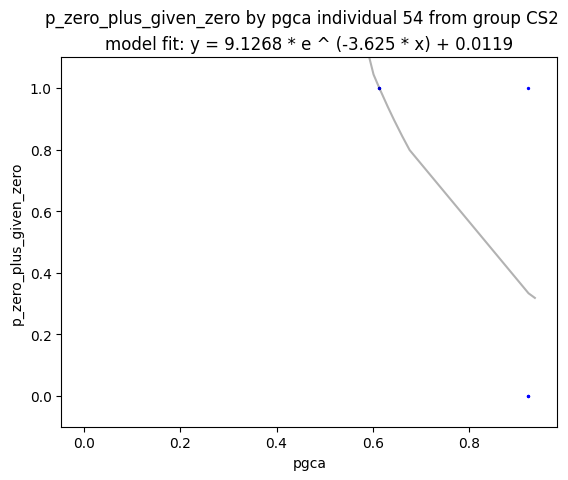 p_zero_plus_given_zero by pgca individual 54 from group CS2
model fit: y = 9.1268 * e ^ (-3.625 * x) + 0.0119
1.0
0.8
0.6
0.4
0.2
0.0
p_zero_plus_given_zero
0.0 0.2 0.4 0.6 0.8
pgca